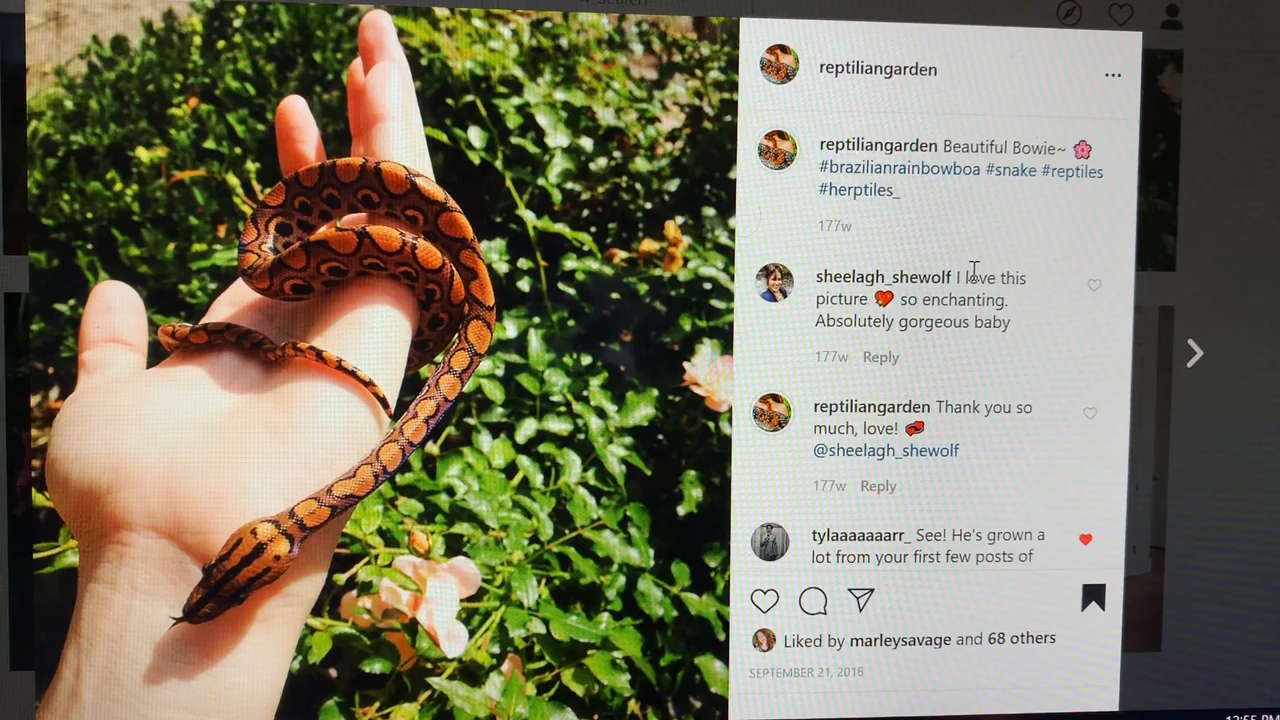 reptiliangarden
reptiliangarden Beautiful Bowie~
#brazilianrainbowboa #snake #reptiles
#herptiles_
177w
sheelagh_shewolf I love this
picture so enchanting.
Absolutely gorgeous baby
177w Reply
reptiliangarden Thank you so
much, love!
@sheelagh_shewolf
177w Reply
tylaaaaaarr_ See! He's grown a
lot from your first few posts of
Liked by marleysavage and 68 others
SEPTEMBER 21, 2016